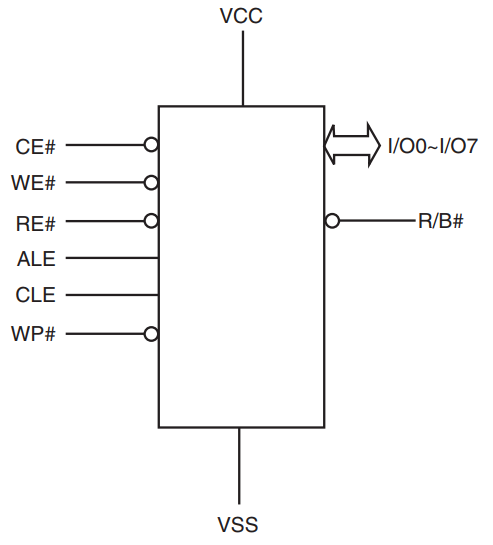 VCC
CE#
I/O0~I/O7
WE#
RE#
R/B#
ALE
CLE
WP#
VSS